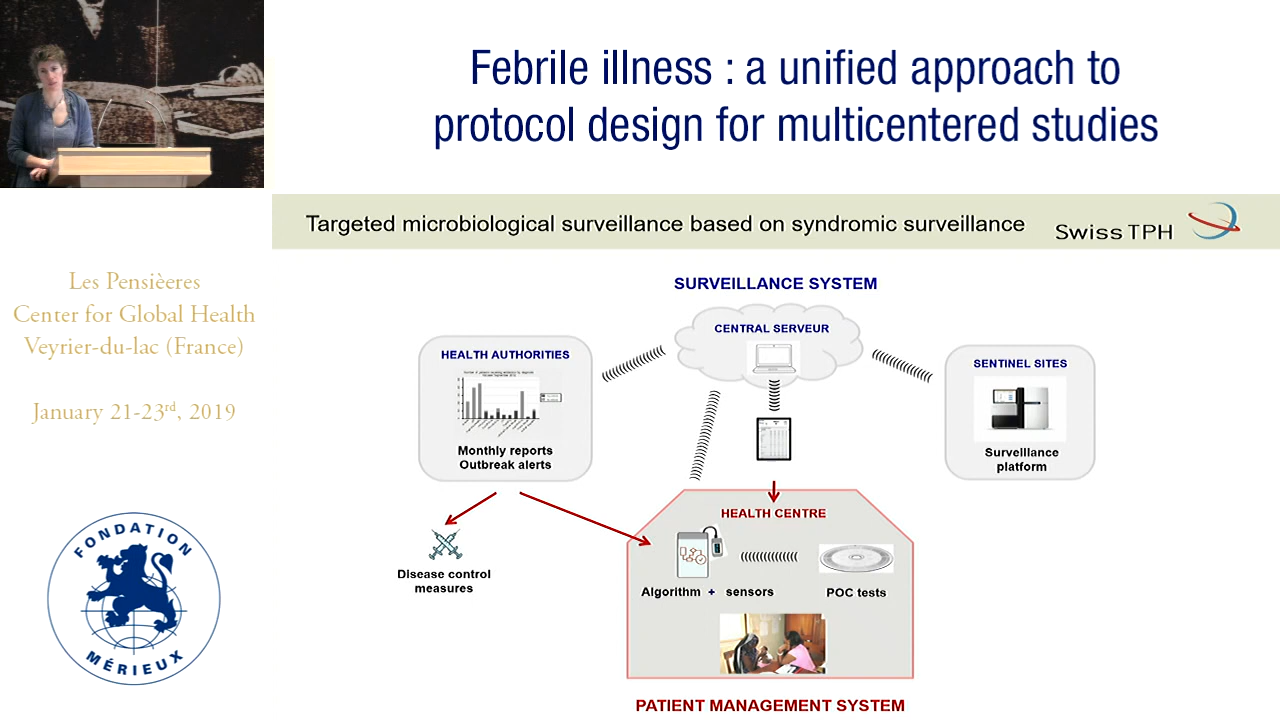 Febrile illness : a unified approach to
protocol design for multicentered studies
Targeted microbiological surveillance based on syndromic surveillance
Swiss TPH
Les Pensièeres
Center for Global Health
Veyrier-du-lac (France)
January 21-23rd, 2019
FONDATION
MÉRIEUX
SURVEILLANCE SYSTEM
CENTRAL SERVEUR
HEALTH AUTHORITIES
Monthly reports
Outbreak alerts
SENTINEL SITES
Surveillance
platform
Disease control
measures
HEALTH CENTRE
Algorithm + sensors
POC tests
PATIENT MANAGEMENT SYSTEM